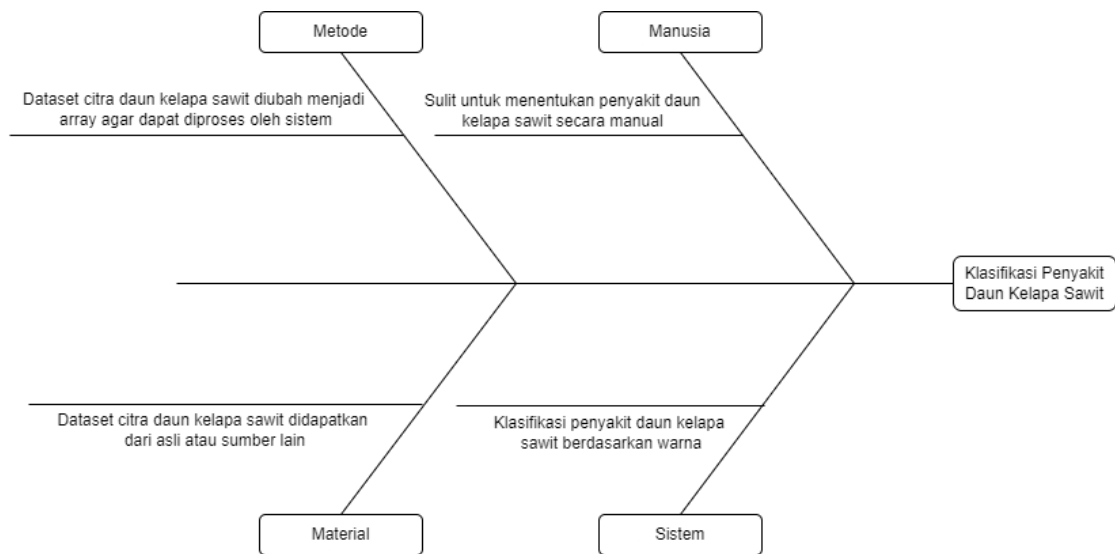 Metode
Manusia
Dataset citra daun kelapa sawit diubah menjadi
array agar dapat diproses oleh sistem
Sulit untuk menentukan penyakit daun
kelapa sawit secara manual
Klasifikasi Penyakit
Daun Kelapa Sawit
Dataset citra daun kelapa sawit didapatkan
dari asli atau sumber lain
Klasifikasi penyakit daun kelapa
sawit berdasarkan warna
Material
Sistem